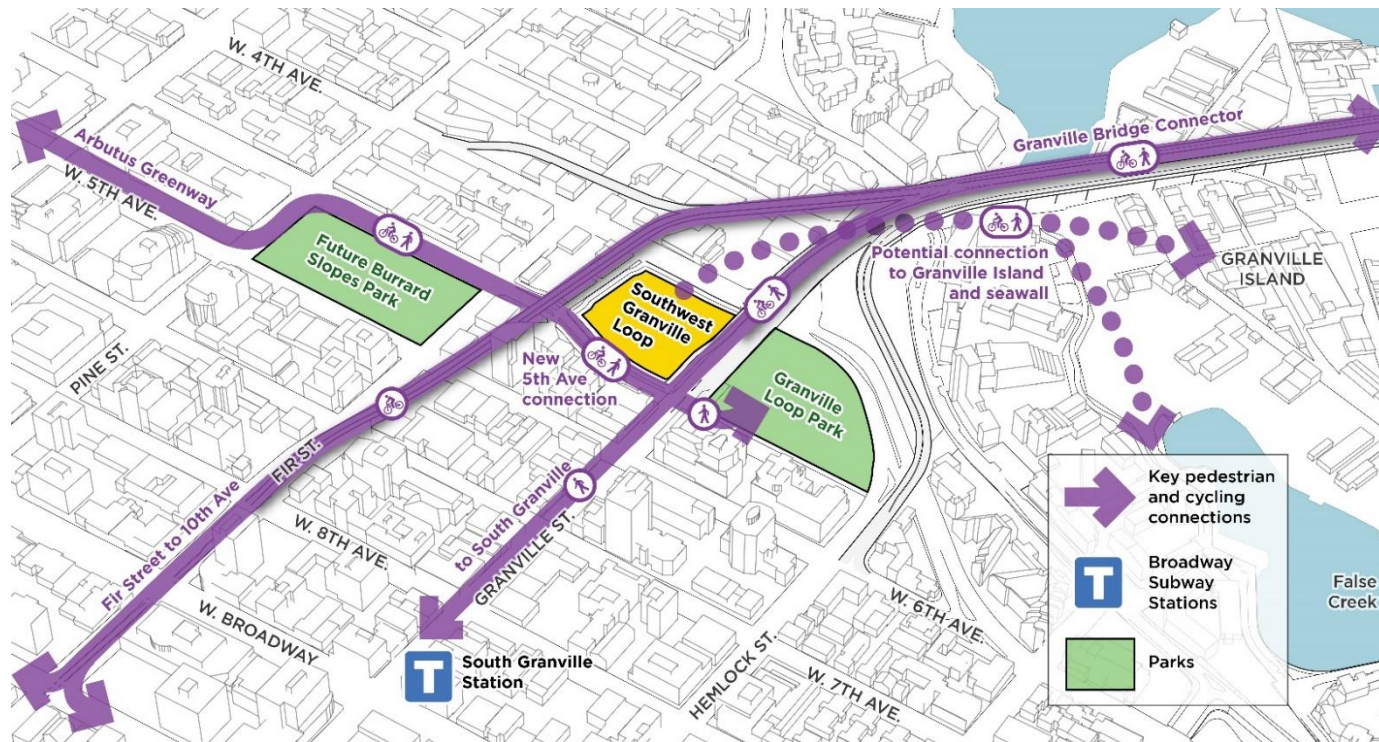 W. 4TH AVE.
Granville Bridge Connector
Arbutus Greenway
W. 5TH AVE.
Future Burrard
Slopes Park
Southwest
Granville
Loop
Potential connection
to Granville Island
and seawall
GRANVILLE
ISLAND
PINE ST.
New
5th Ave
connection
Granville
Loop Park
FIR ST.
Fir Street to 10th Ave
to South Granville
GRANVILLE ST.
W. 8TH AVE.
W. BROADWAY
W. 6TH AVE.
HEMLOCK ST.
W. 7TH AVE.
T
South Granville
Station
Key pedestrian
and cycling
connections
T
Broadway
Subway
Stations
Parks
False
Creek